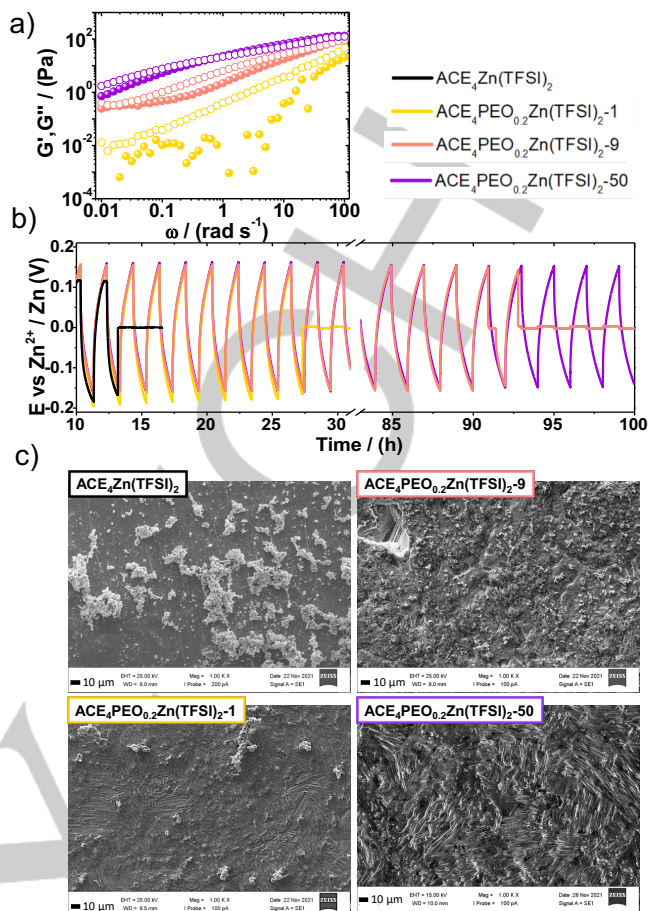 a)
10²
10⁰
10⁻²
10⁻⁴
G',G'' / (Pa)
0.01 0.1 1 10 100
ω / (rad s⁻¹)
ACE₄Zn(TFSI)₂
ACE₄PEO₀.₂Zn(TFSI)₂-1
ACE₄PEO₀.₂Zn(TFSI)₂-9
ACE₄PEO₀.₂Zn(TFSI)₂-50
b)
0.2
0.1
0.0
-0.1
-0.2
E vs Zn²⁺ / Zn (V)
10 15 20 25 30 85 90 95 100
Time / (h)
c)
ACE₄Zn(TFSI)₂
10 µm
EHT = 25.00 kV Mag = 1.00 K X Date :22 Nov 2021
WD = 9.0 mm I Probe = 200 pA Signal A = SE1
ZEISS
ACE₄PEO₀.₂Zn(TFSI)₂-9
10 µm
EHT = 25.00 kV Mag = 1.00 K X Date :22 Nov 2021
WD = 9.0 mm I Probe = 100 pA Signal A = SE1
ZEISS
ACE₄PEO₀.₂Zn(TFSI)₂-1
10 µm
EHT = 25.00 kV Mag = 1.00 K X Date :22 Nov 2021
WD = 9.5 mm I Probe = 100 pA Signal A = SE1
ZEISS
ACE₄PEO₀.₂Zn(TFSI)₂-50
10 µm
EHT = 15.00 kV Mag = 1.00 K X Date :26 Nov 2021
WD = 10.0 mm I Probe = 100 pA Signal A = SE1
ZEISS